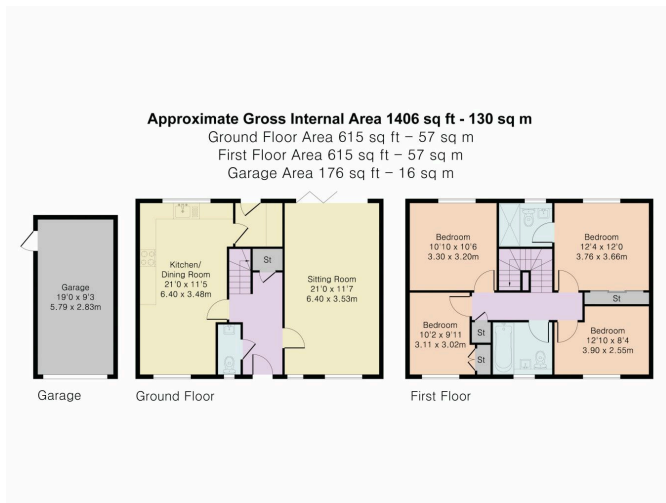 Approximate Gross Internal Area 1406 sq ft - 130 sq m
Ground Floor Area 615 sq ft – 57 sq m
First Floor Area 615 sq ft – 57 sq m
Garage Area 176 sq ft – 16 sq m
Garage
19'0 x 9'3
5.79 x 2.83m
Garage
Kitchen/
Dining Room
21'0 x 11'5
6.40 x 3.48m
St
Sitting Room
21'0 x 11'7
6.40 x 3.53m
Ground Floor
Bedroom
10'10 x 10'6
3.30 x 3.20m
Bedroom
12'4 x 12'0
3.76 x 3.66m
St
Bedroom
10'2 x 9'11
3.11 x 3.02m
St
St
Bedroom
12'10 x 8'4
3.90 x 2.55m
First Floor